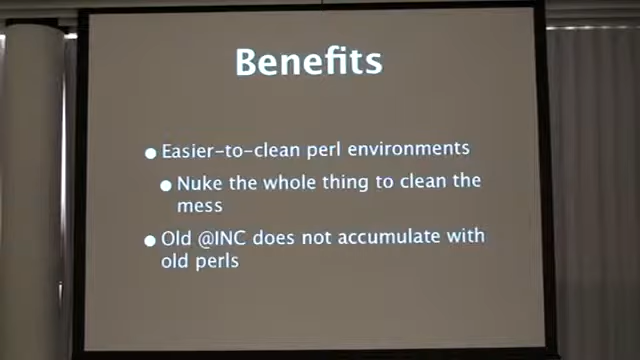 Benefits
● Easier-to-clean perl environments
● Nuke the whole thing to clean the
mess
● Old @INC does not accumulate with
old perls